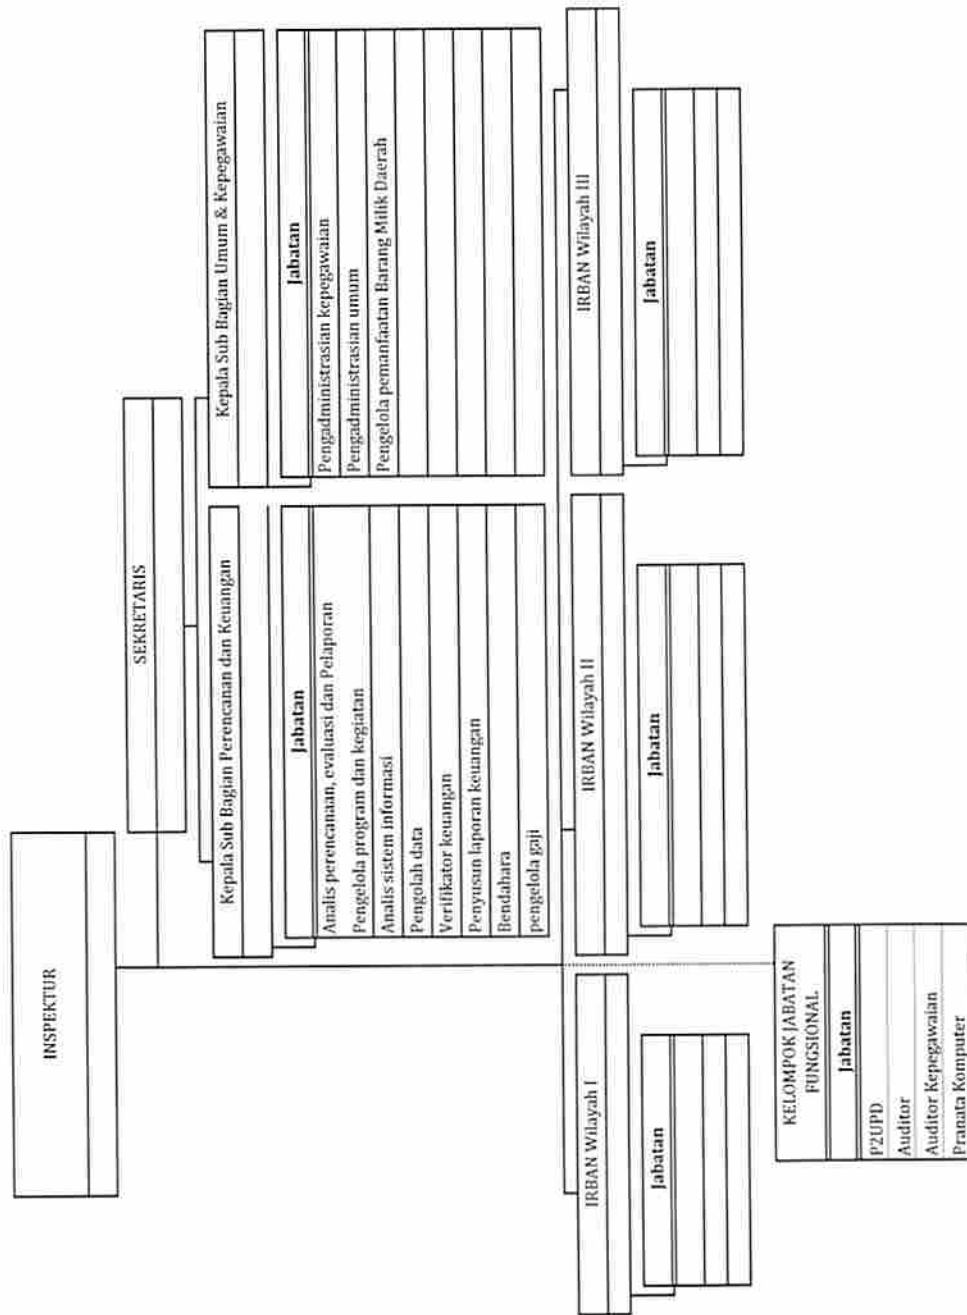 INSPEKTUR
SEKRETARIS
Kepala Sub Bagian Perencanan dan Keuangan
Jabatan
Analis perencanaan, evaluasi dan Pelaporan
Pengelola program dan kegiatan
Analis sistem informasi
Pengolah data
Verifikator keuangan
Penyusun laporan keuangan
Bendahara
pengelola gaji
Kepala Sub Bagian Umum & Kepegawaian
Jabatan
Pengadministrasian kepegawaian
Pengadministrasian umum
Pengelola pemanfaatan Barang Milik Daerah
IRBAN Wilayah I
Jabatan
IRBAN Wilayah II
Jabatan
IRBAN Wilayah III
Jabatan
KELOMPOK JABATAN
FUNGSIONAL
Jabatan
P2UPD
Auditor
Auditor Kepegawaian
Pranata Komputer